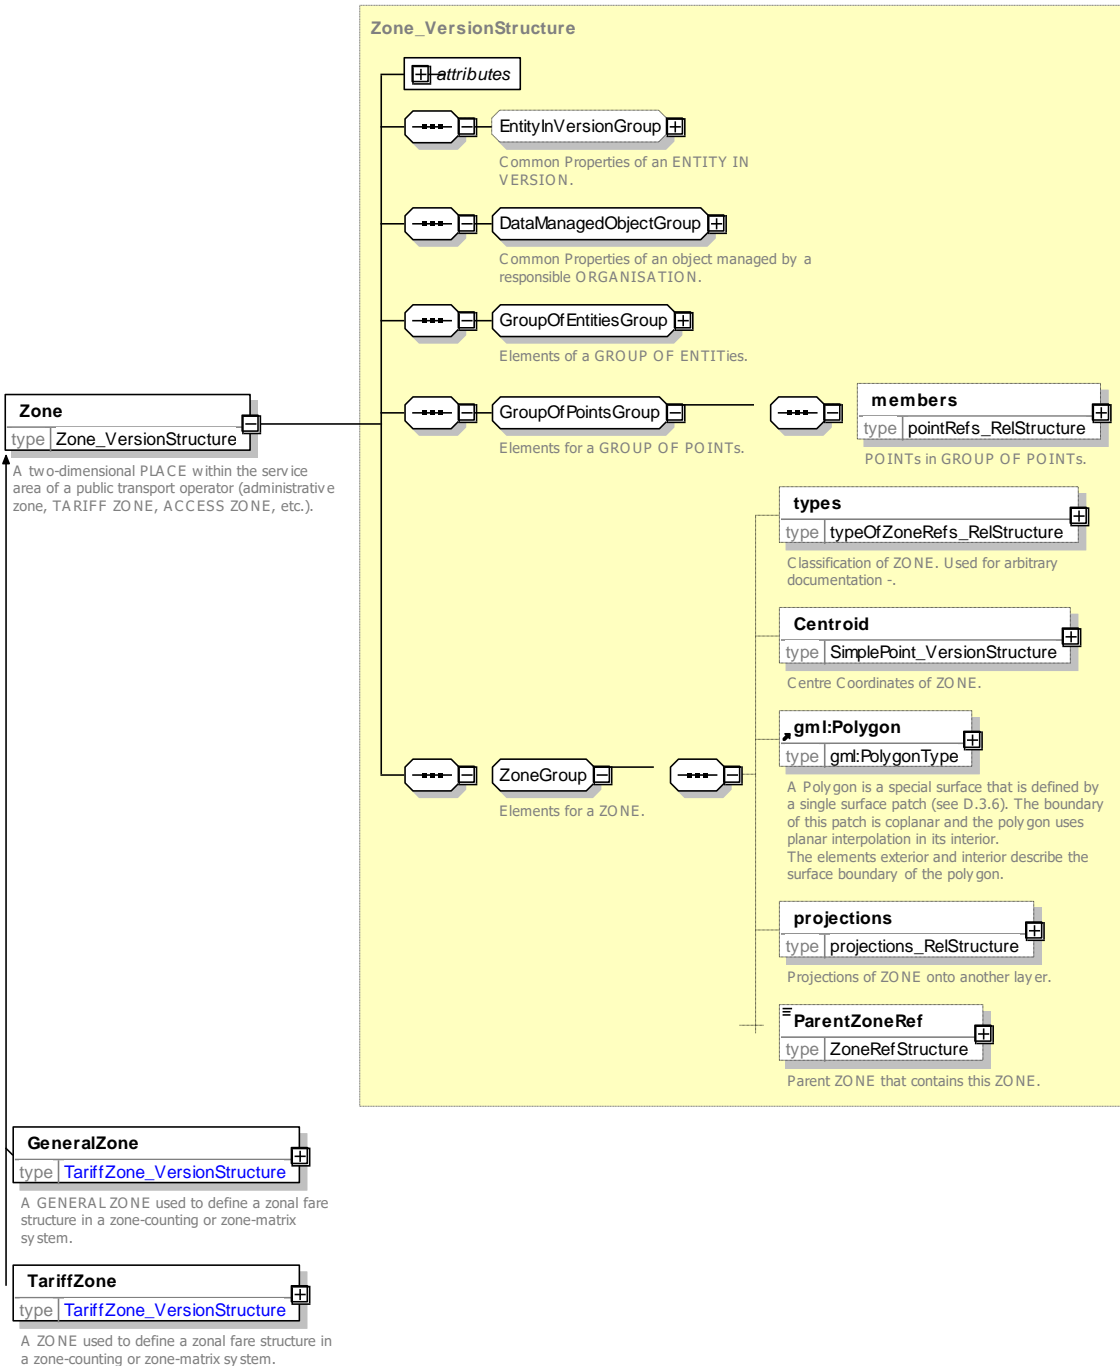 Zone_VersionStructure
attributes
EntityInVersionGroup
Common Properties of an ENTITY IN
VERSION.
DataManagedObjectGroup
Common Properties of an object managed by a
responsible ORGANISATION.
GroupOfEntitiesGroup
Elements of a GROUP OF ENTITies.
Zone
type Zone_VersionStructure
A two-dimensional PLACE within the service
area of a public transport operator (administrative
zone, TARIFF ZONE, ACCESS ZONE, etc.).
GroupOfPointsGroup
Elements for a GROUP OF POINTs.
members
type pointRefs_RelStructure
POINTs in GROUP OF POINTs.
types
type typeOfZoneRefs_RelStructure
Classification of ZONE. Used for arbitrary
documentation -.
Centroid
type SimplePoint_VersionStructure
Centre Coordinates of ZONE.
ZoneGroup
Elements for a ZONE.
gml:Polygon
type gml:PolygonType
A Polygon is a special surface that is defined by
a single surface patch (see D.3.6). The boundary
of this patch is coplanar and the polygon uses
planar interpolation in its interior.
The elements exterior and interior describe the
surface boundary of the polygon.
projections
type projections_RelStructure
Projections of ZONE onto another layer.
ParentZoneRef
type ZoneRefStructure
Parent ZONE that contains this ZONE.
GeneralZone
type TariffZone_VersionStructure
A GENERAL ZONE used to define a zonal fare
structure in a zone-counting or zone-matrix
system.
TariffZone
type TariffZone_VersionStructure
A ZONE used to define a zonal fare structure in
a zone-counting or zone-matrix system.